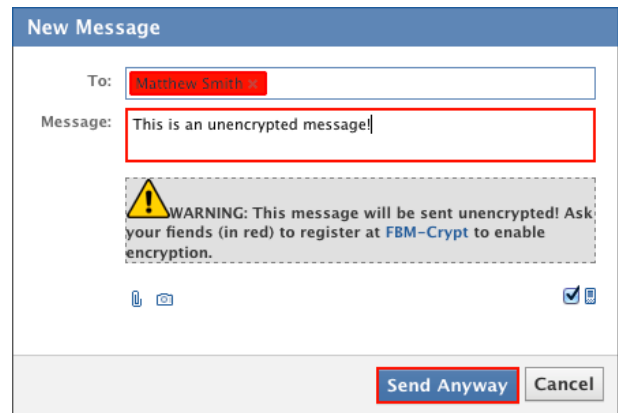 New Message
To: Matthew Smith ×
Message: This is an unencrypted message!
WARNING: This message will be sent unencrypted! Ask
your fiends (in red) to register at FBM-Crypt to enable
encryption.
Send Anyway Cancel